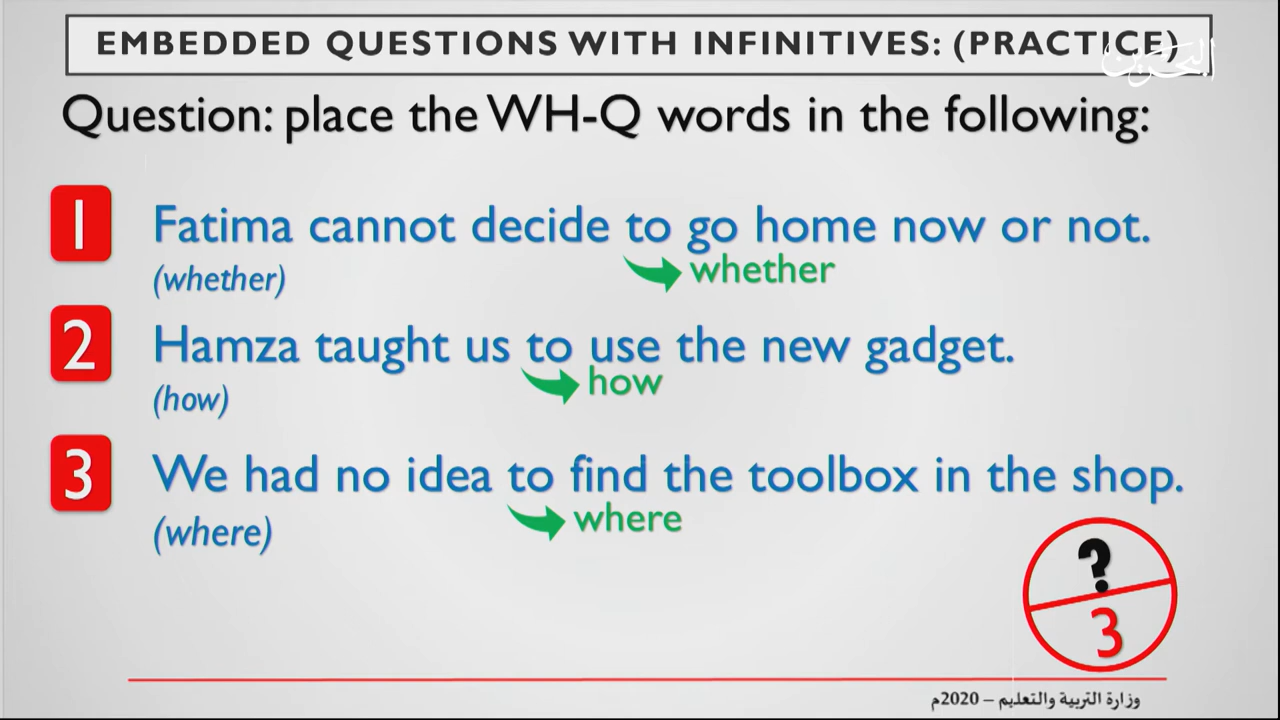 EMBEDDED QUESTIONS WITH INFINITIVES: (PRACTICE)
البحرين
Question: place the WH-Q words in the following:
1 Fatima cannot decide to go home now or not.
(whether) whether
2 Hamza taught us to use the new gadget.
(how) how
3 We had no idea to find the toolbox in the shop.
(where) where
?
3
وزارة التربية والتعليم – 2020م